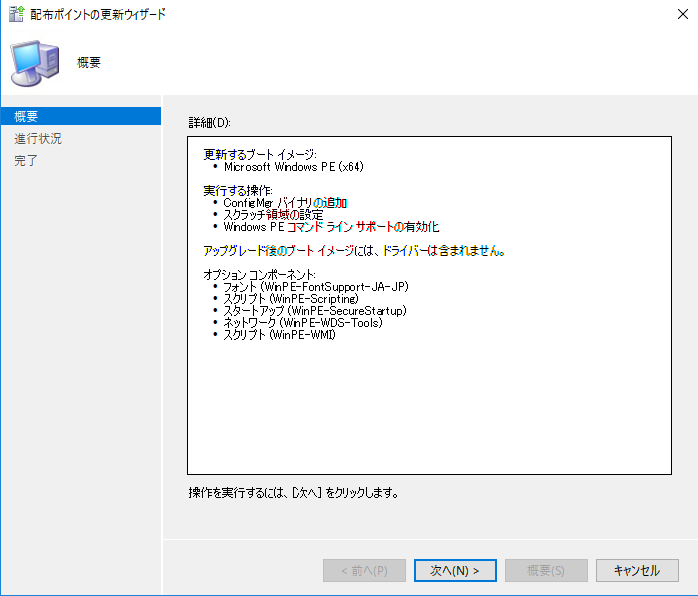 配布ポイントの更新ウィザード
概要
概要
進行状況
完了
詳細(D):
更新するブート イメージ:
• Microsoft Windows PE (x64)
実行する操作:
• ConfigMgr バイナリの追加
• スクラッチ領域の設定
• Windows PE コマンド ライン サポートの有効化
アップグレード後のブート イメージには、ドライバーは含まれません。
オプション コンポーネント:
• フォント (WinPE-FontSupport-JA-JP)
• スクリプト (WinPE-Scripting)
• スタートアップ (WinPE-SecureStartup)
• ネットワーク (WinPE-WDS-Tools)
• スクリプト (WinPE-WMI)
操作を実行するには、[次へ] をクリックします。
< 前へ(P)
次へ(N) >
概要(S)
キャンセル